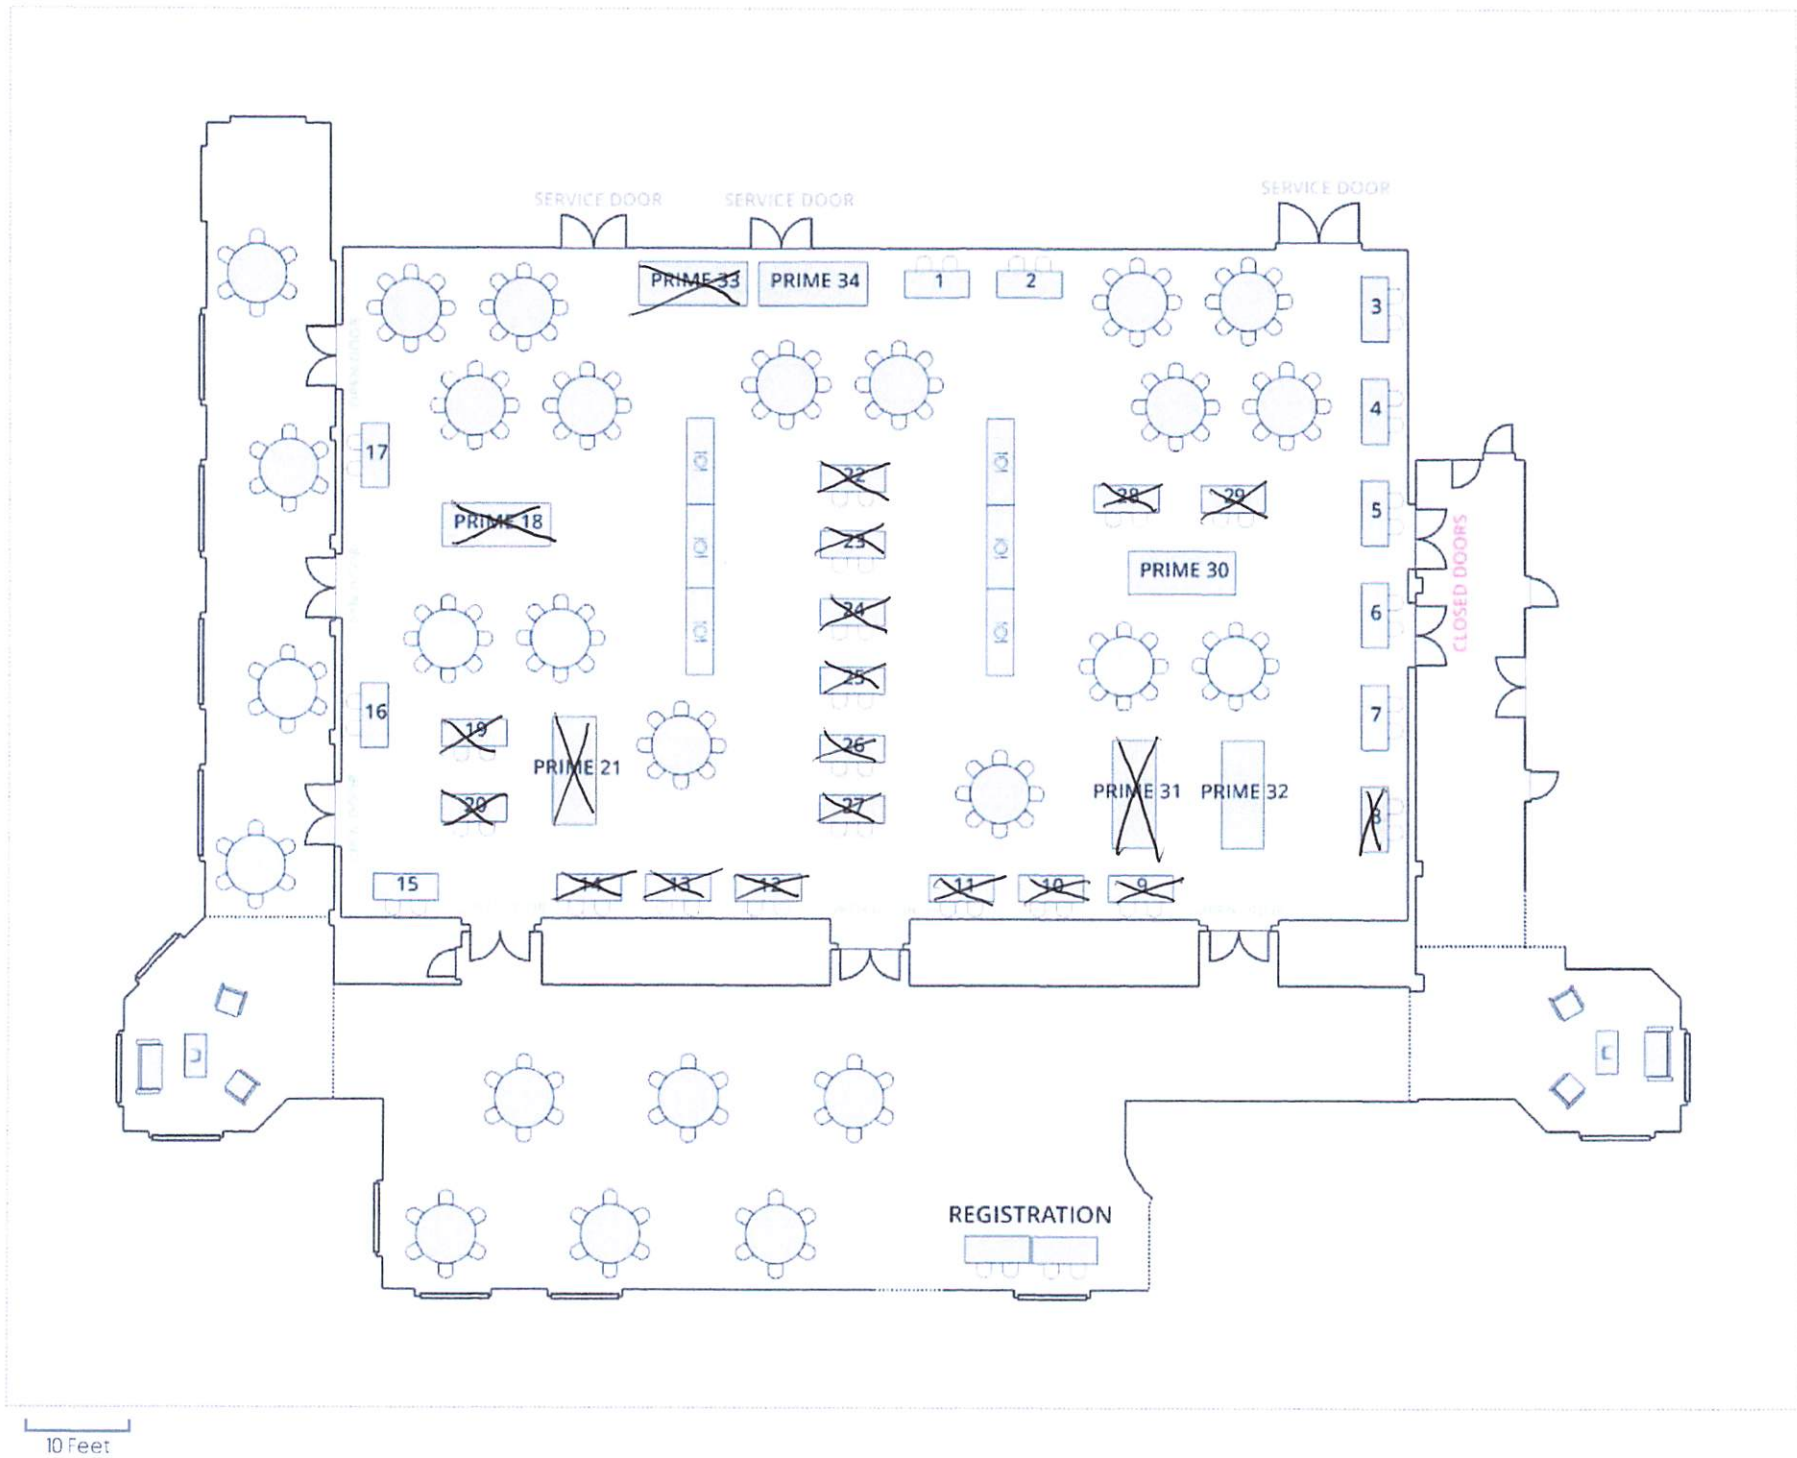 SERVICE DOOR
SERVICE DOOR
SERVICE DOOR
PRIME 33
PRIME 34
1
2
3
4
17
22
28
29
5
PRIME 18
23
CLOSED DOORS
PRIME 30
24
6
25
16
19
26
7
PRIME 21
PRIME 31
PRIME 32
20
27
8
15
14
13
12
11
10
9
REGISTRATION
10 Feet